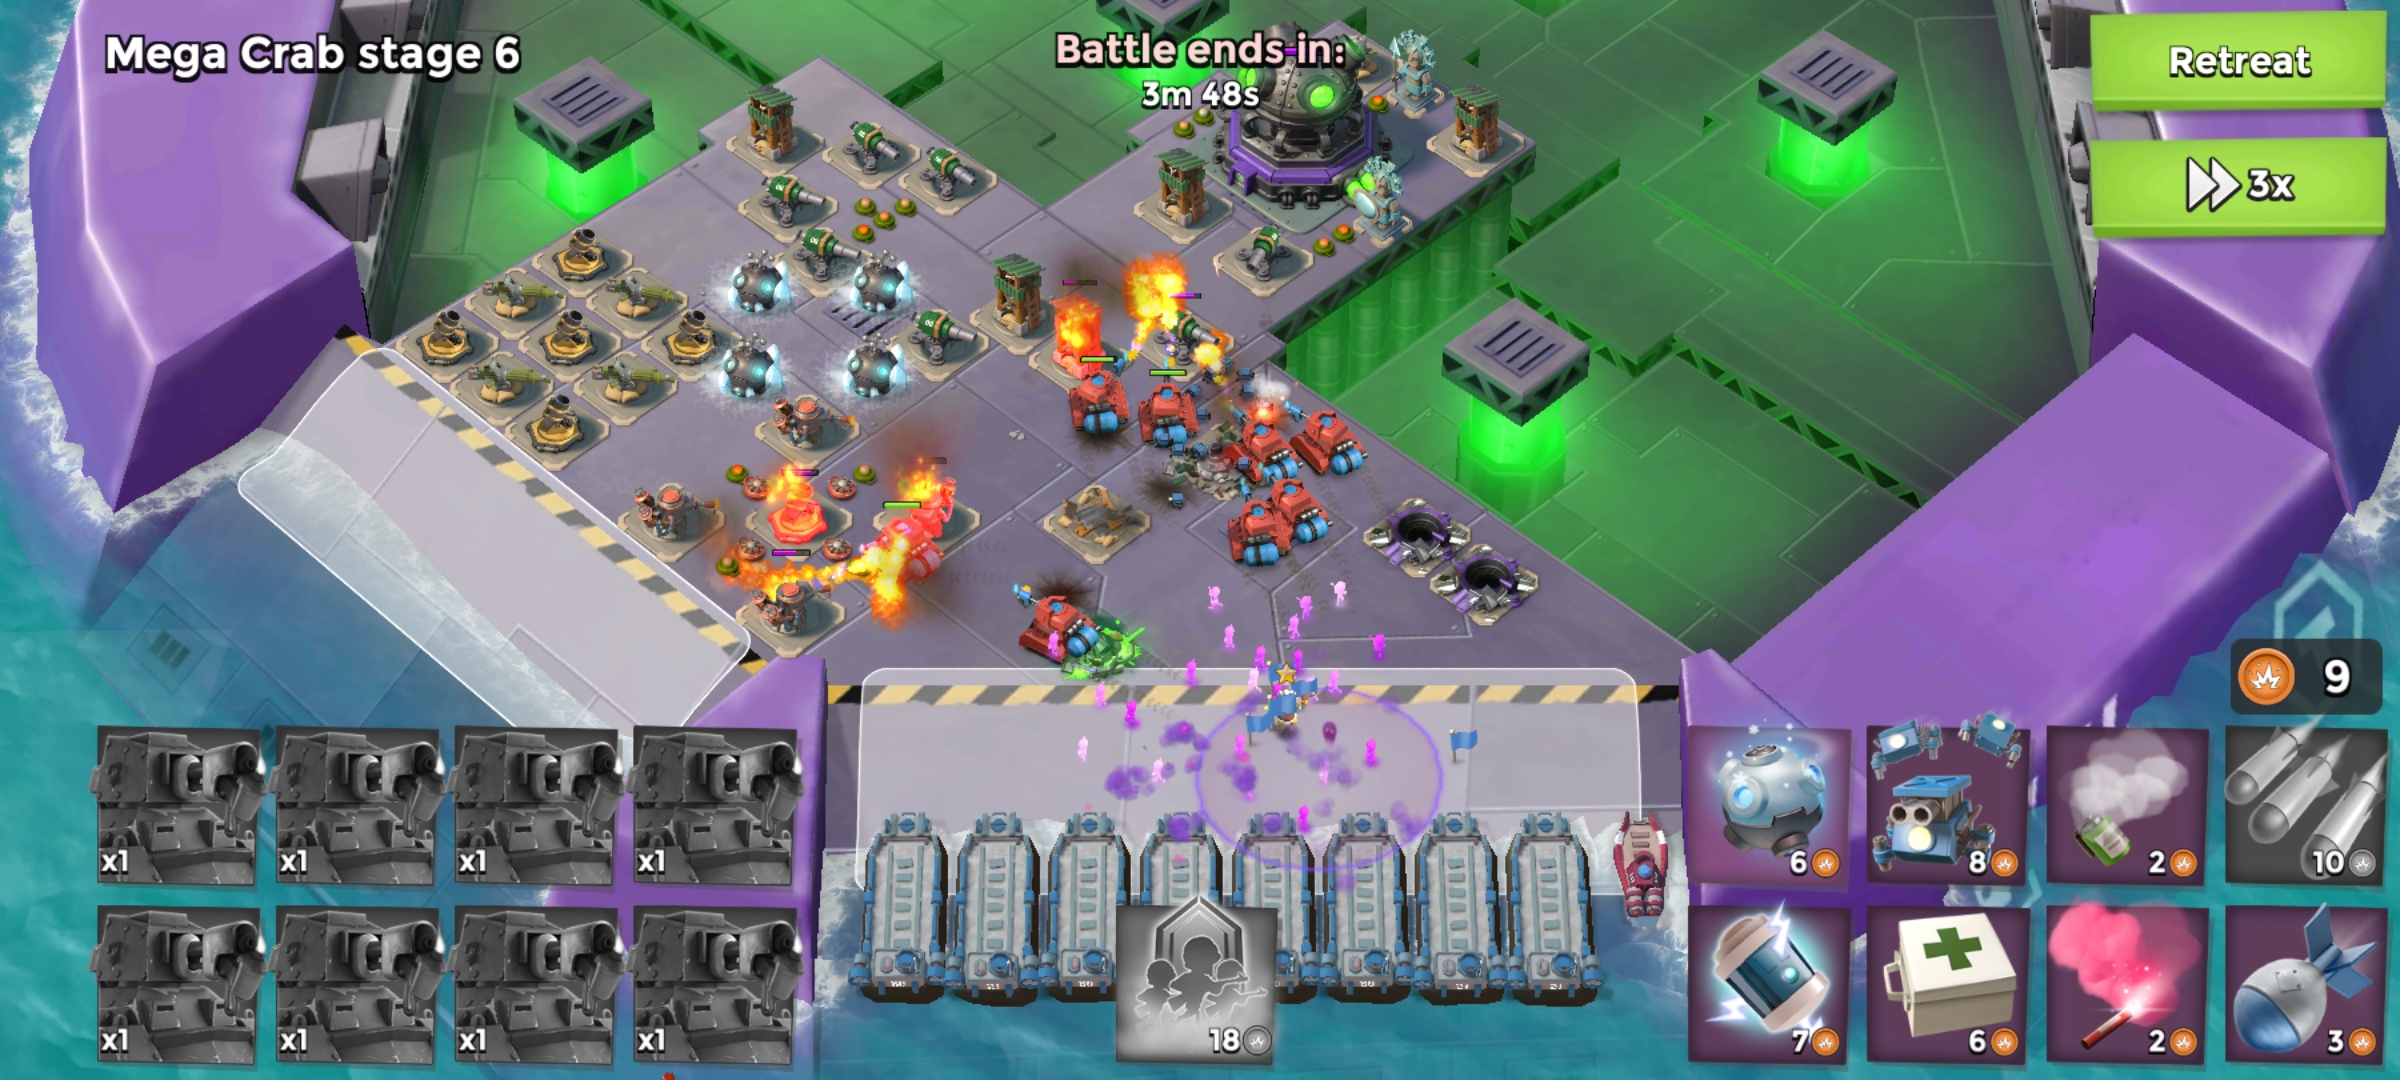 Mega Crab stage 6
Battle ends in:
3m 48s
Retreat
3x
9
x1
x1
x1
x1
6
8
2
10
x1
x1
x1
x1
18
7
6
2
3